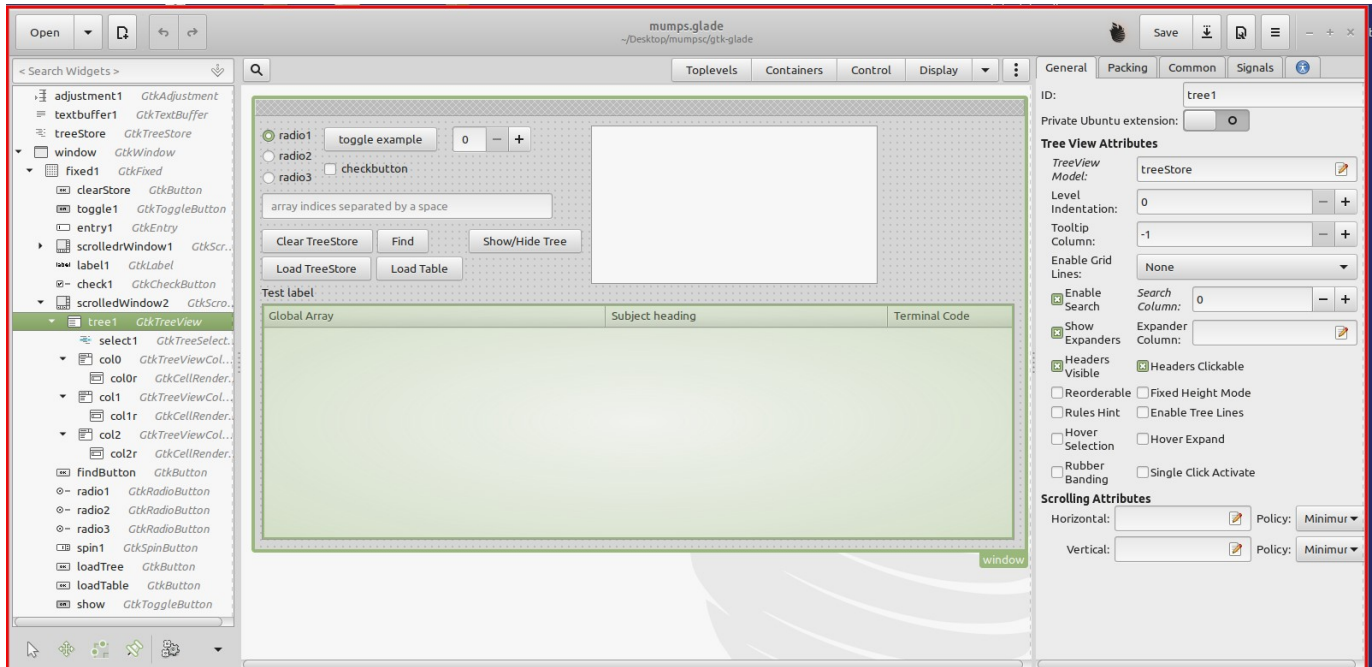 Open
mumps.glade
~/Desktop/mumpsc/gtk-glade
Save
< Search Widgets >
adjustment1 GtkAdjustment
textbuffer1 GtkTextBuffer
treeStore GtkTreeStore
window GtkWindow
fixed1 GtkFixed
clearStore GtkButton
toggle1 GtkToggleButton
entry1 GtkEntry
scrolledrWindow1 GtkScr...
label1 GtkLabel
check1 GtkCheckButton
scrolledWindow2 GtkScro...
tree1 GtkTreeView
select1 GtkTreeSelect...
col0 GtkTreeViewCol...
col0r GtkCellRender...
col1 GtkTreeViewCol...
col1r GtkCellRender...
col2 GtkTreeViewCol...
col2r GtkCellRender...
findButton GtkButton
radio1 GtkRadioButton
radio2 GtkRadioButton
radio3 GtkRadioButton
spin1 GtkSpinButton
loadTree GtkButton
loadTable GtkButton
show GtkToggleButton
Toplevels Containers Control Display
radio1 toggle example 0 − +
radio2
checkbutton
radio3
array indices separated by a space
Clear TreeStore Find Show/Hide Tree
Load TreeStore Load Table
Test label
Global Array Subject heading Terminal Code
window
General Packing Common Signals
ID: tree1
Private Ubuntu extension:
Tree View Attributes
TreeView
Model: treeStore
Level
Indentation: 0 − +
Tooltip
Column: -1 − +
Enable Grid
Lines: None
Enable
Search
Search
Column: 0 − +
Show
Expanders
Expander
Column:
Headers
Visible
Headers Clickable
Reorderable Fixed Height Mode
Rules Hint Enable Tree Lines
Hover
Selection
Hover Expand
Rubber
Banding
Single Click Activate
Scrolling Attributes
Horizontal: Policy: Minimur
Vertical: Policy: Minimur